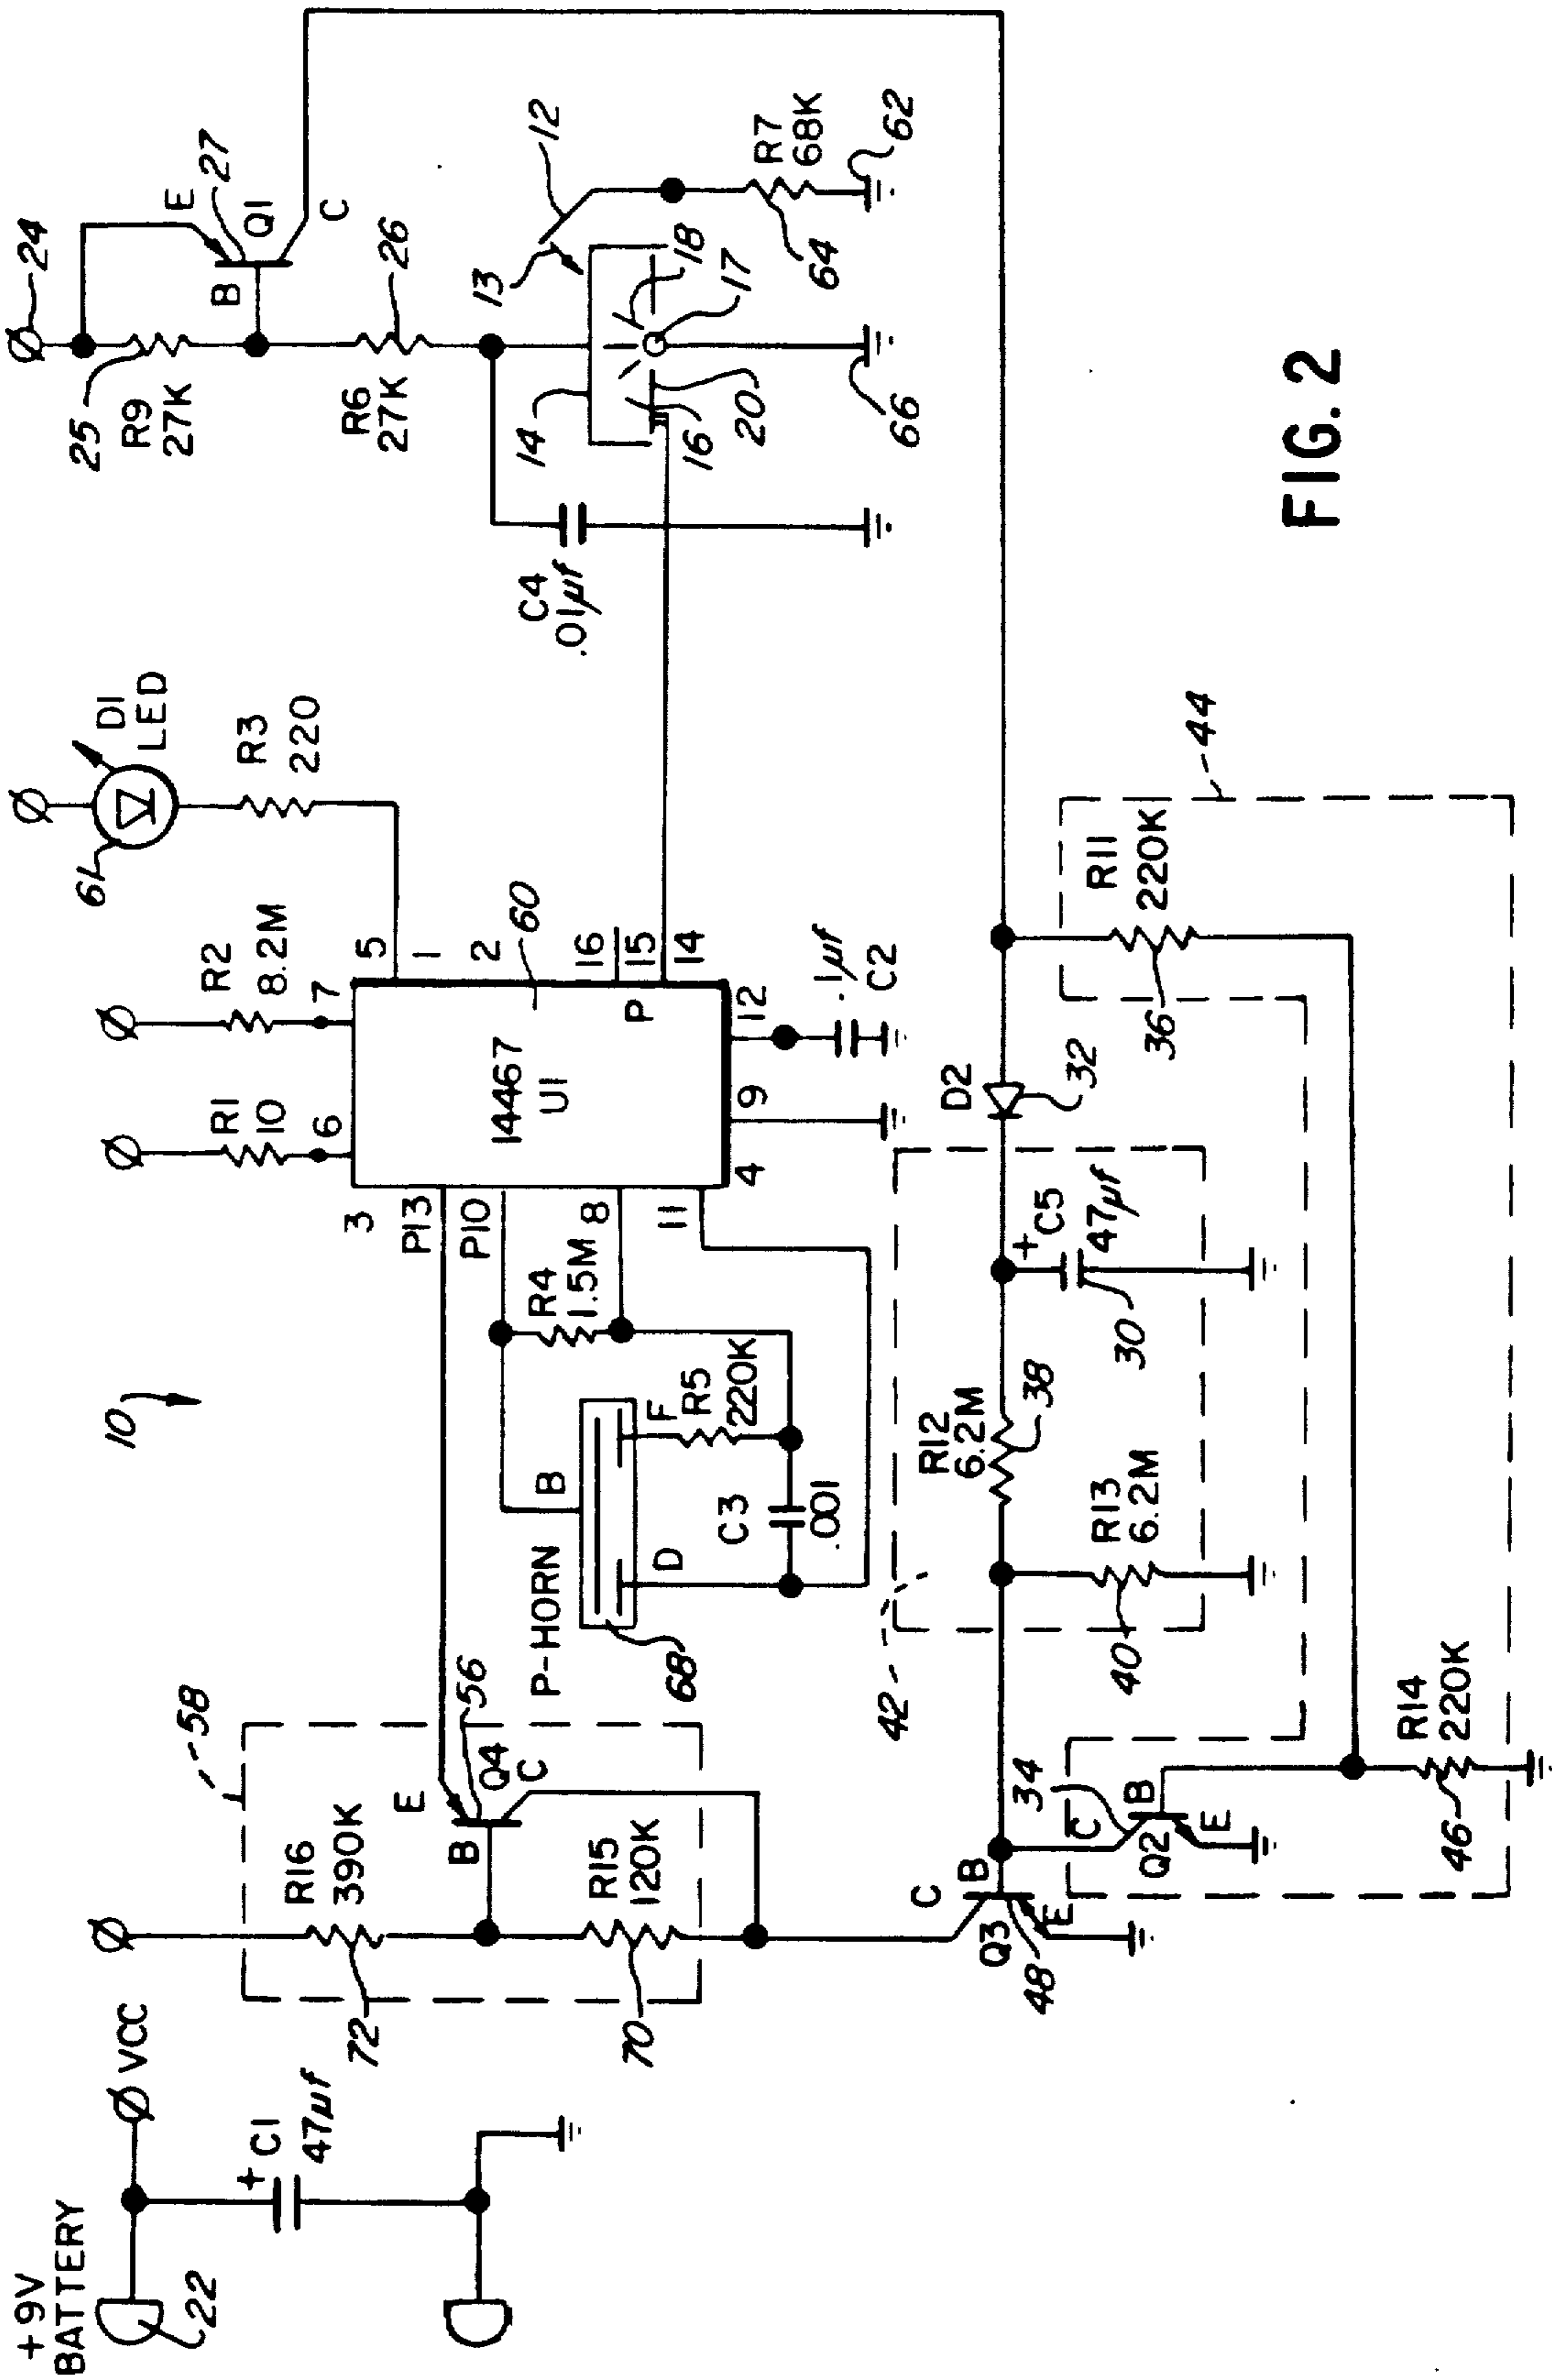 +9V
BATTERY
22
VCC
+
C1
47µf
58
R16
390K
72
B
E
Q4
C
56
R15
120K
70
10
P-HORN
B
68
D
F
R5
220K
C3
.001
R4
1.5M
3
P13
P10
8
11
4
R1
10
6
R2
8.2M
7
14467
U1
60
5
1
2
16
15
P
14
12
9
.1µf
C2
61
D1
LED
R3
220
24
25
R9
27K
B
E
27
Q1
C
R6
27K
26
C4
.01µf
14
13
12
16
18
17
20
R7
68K
64
62
66
42
R12
6.2M
38
R13
6.2M
40
+
C5
47µf
30
D2
32
R11
220K
36
44
C
B
Q3
E
48
34
C
B
Q2
E
R14
220K
46
FIG. 2